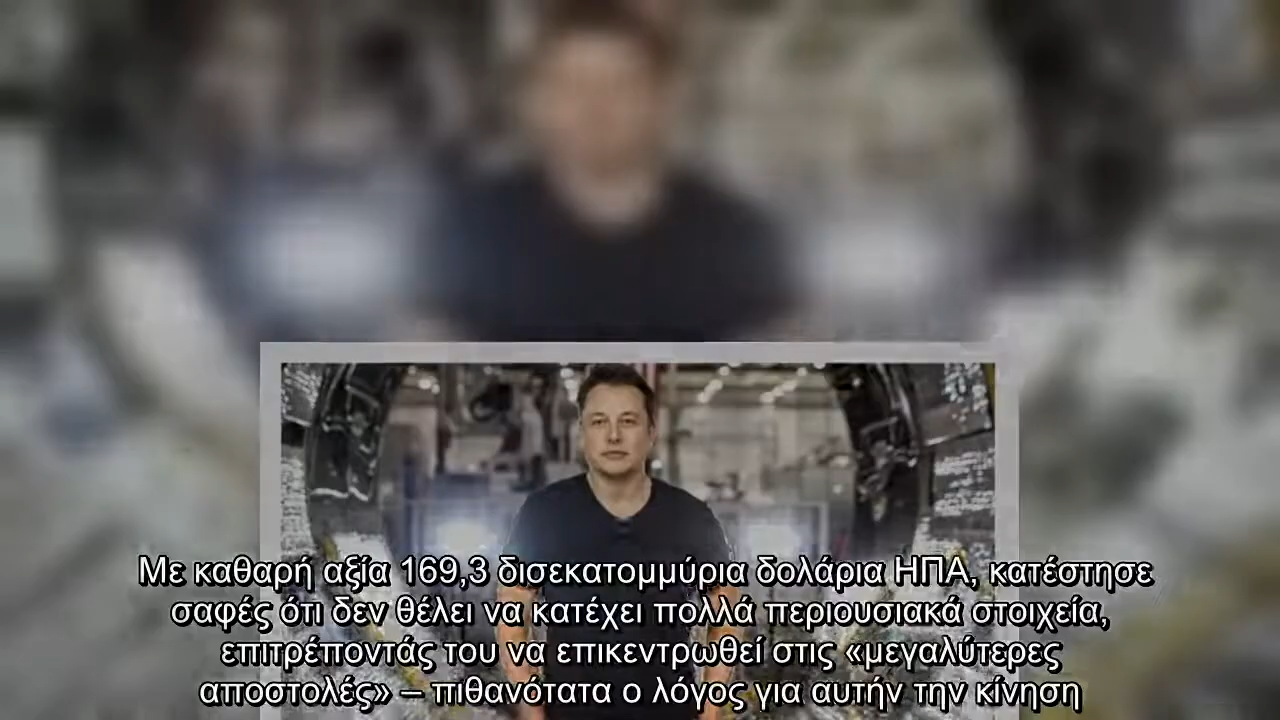 Με καθαρή αξία 169,3 δισεκατομμύρια δολάρια ΗΠΑ, κατέστησε
σαφές ότι δεν θέλει να κατέχει πολλά περιουσιακά στοιχεία,
επιτρέποντάς του να επικεντρωθεί στις «μεγαλύτερες
αποστολές» – πιθανότατα ο λόγος για αυτήν την κίνηση